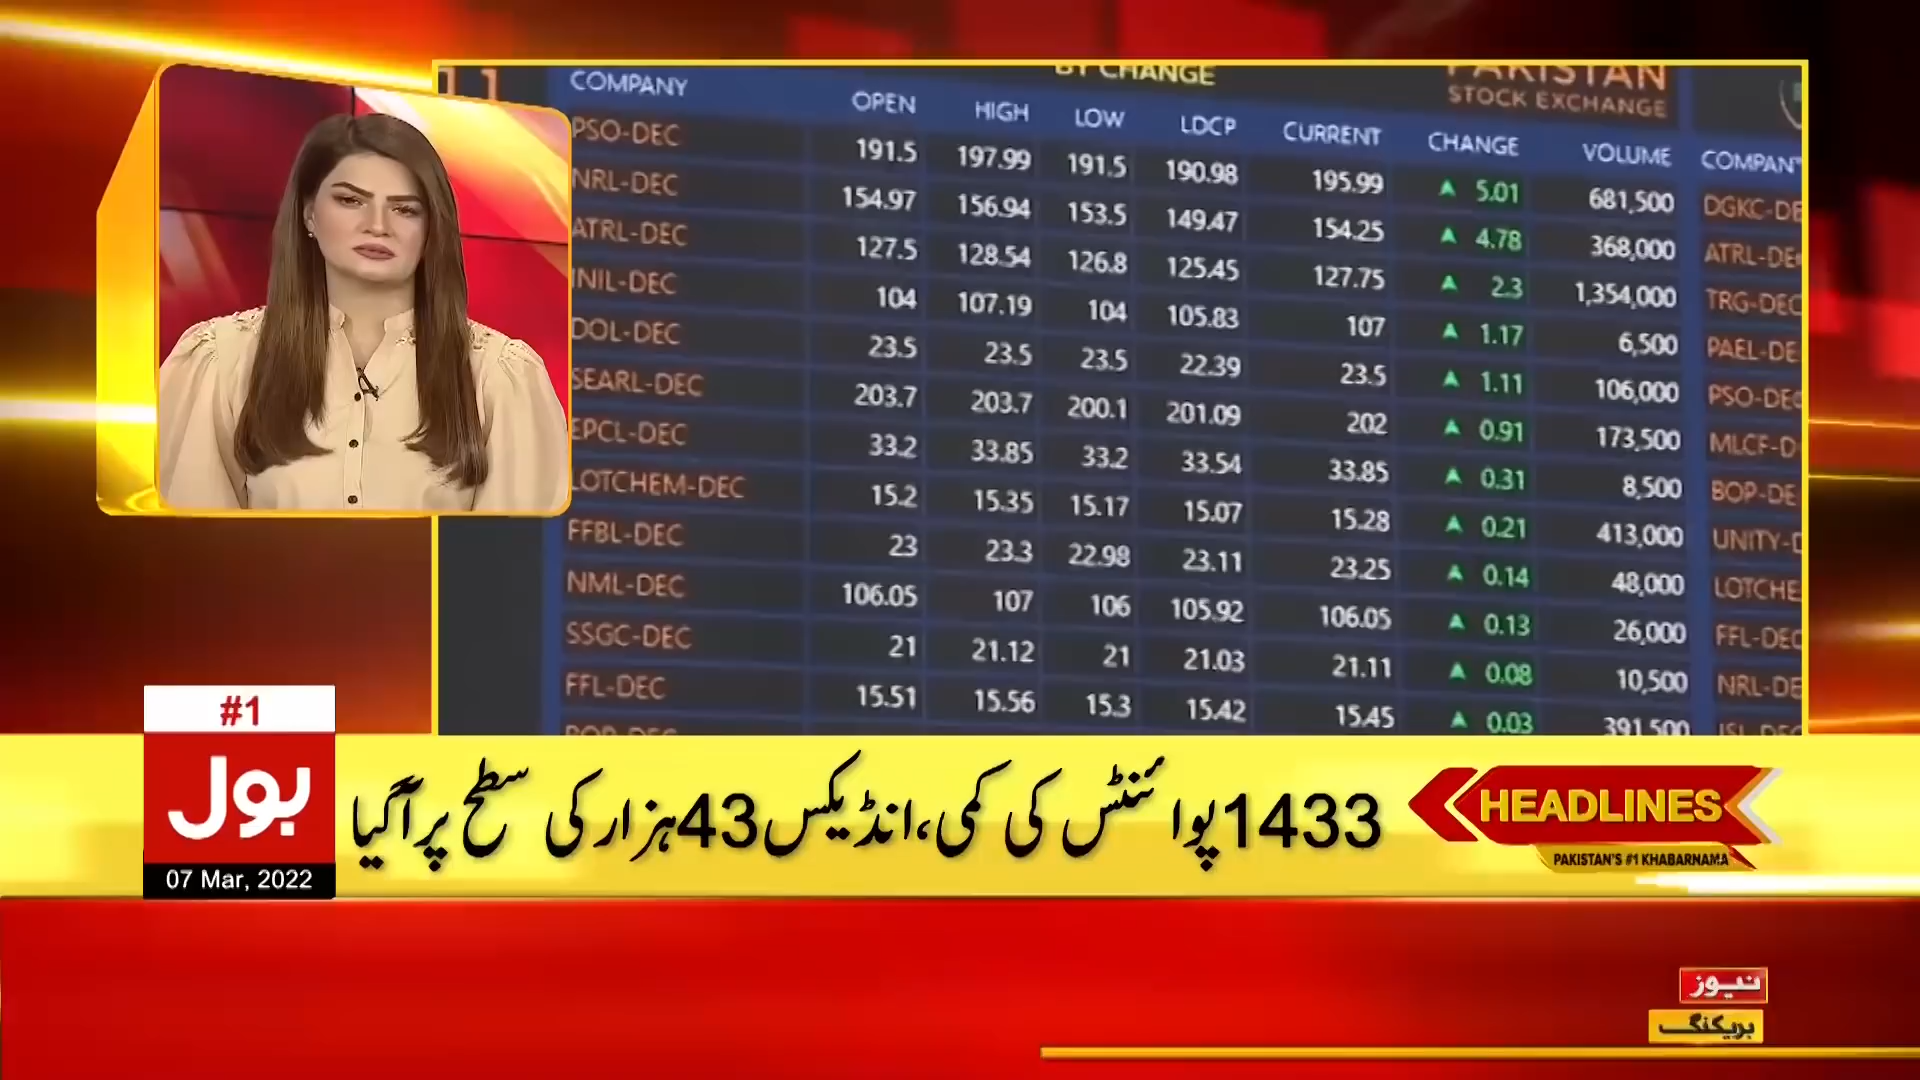 BY CHANGE
PAKISTAN
STOCK EXCHANGE
COMPANY OPEN HIGH LOW LDCP CURRENT CHANGE VOLUME
PSO-DEC 191.5 197.99 191.5 190.98 195.99 ▲ 5.01 681,500
NRL-DEC 154.97 156.94 153.5 149.47 154.25 ▲ 4.78 368,000
ATRL-DEC 127.5 128.54 126.8 125.45 127.75 ▲ 2.3 1,354,000
INIL-DEC 104 107.19 104 105.83 107 ▲ 1.17 6,500
DOL-DEC 23.5 23.5 23.5 22.39 23.5 ▲ 1.11 106,000
SEARL-DEC 203.7 203.7 200.1 201.09 202 ▲ 0.91 173,500
EPCL-DEC 33.2 33.85 33.2 33.54 33.85 ▲ 0.31 8,500
LOTCHEM-DEC 15.2 15.35 15.17 15.07 15.28 ▲ 0.21 413,000
FFBL-DEC 23 23.3 22.98 23.11 23.25 ▲ 0.14 48,000
NML-DEC 106.05 107 106 105.92 106.05 ▲ 0.13 26,000
SSGC-DEC 21 21.12 21 21.03 21.11 ▲ 0.08 10,500
FFL-DEC 15.51 15.56 15.3 15.42 15.45 ▲ 0.03 391,500
COMPANY
DGKC-DE
ATRL-DEC
TRG-DEC
PAEL-DE
PSO-DEC
MLCF-D
BOP-DE
UNITY-D
LOTCHE
FFL-DEC
NRL-DE
ISL-DEC
#1
بول
07 Mar, 2022
1433پوائنٹس کی کمی،انڈیکس43ہزار کی سطح پر آگیا
HEADLINES
PAKISTAN'S #1 KHABARNAMA
نیوز
بریکنگ